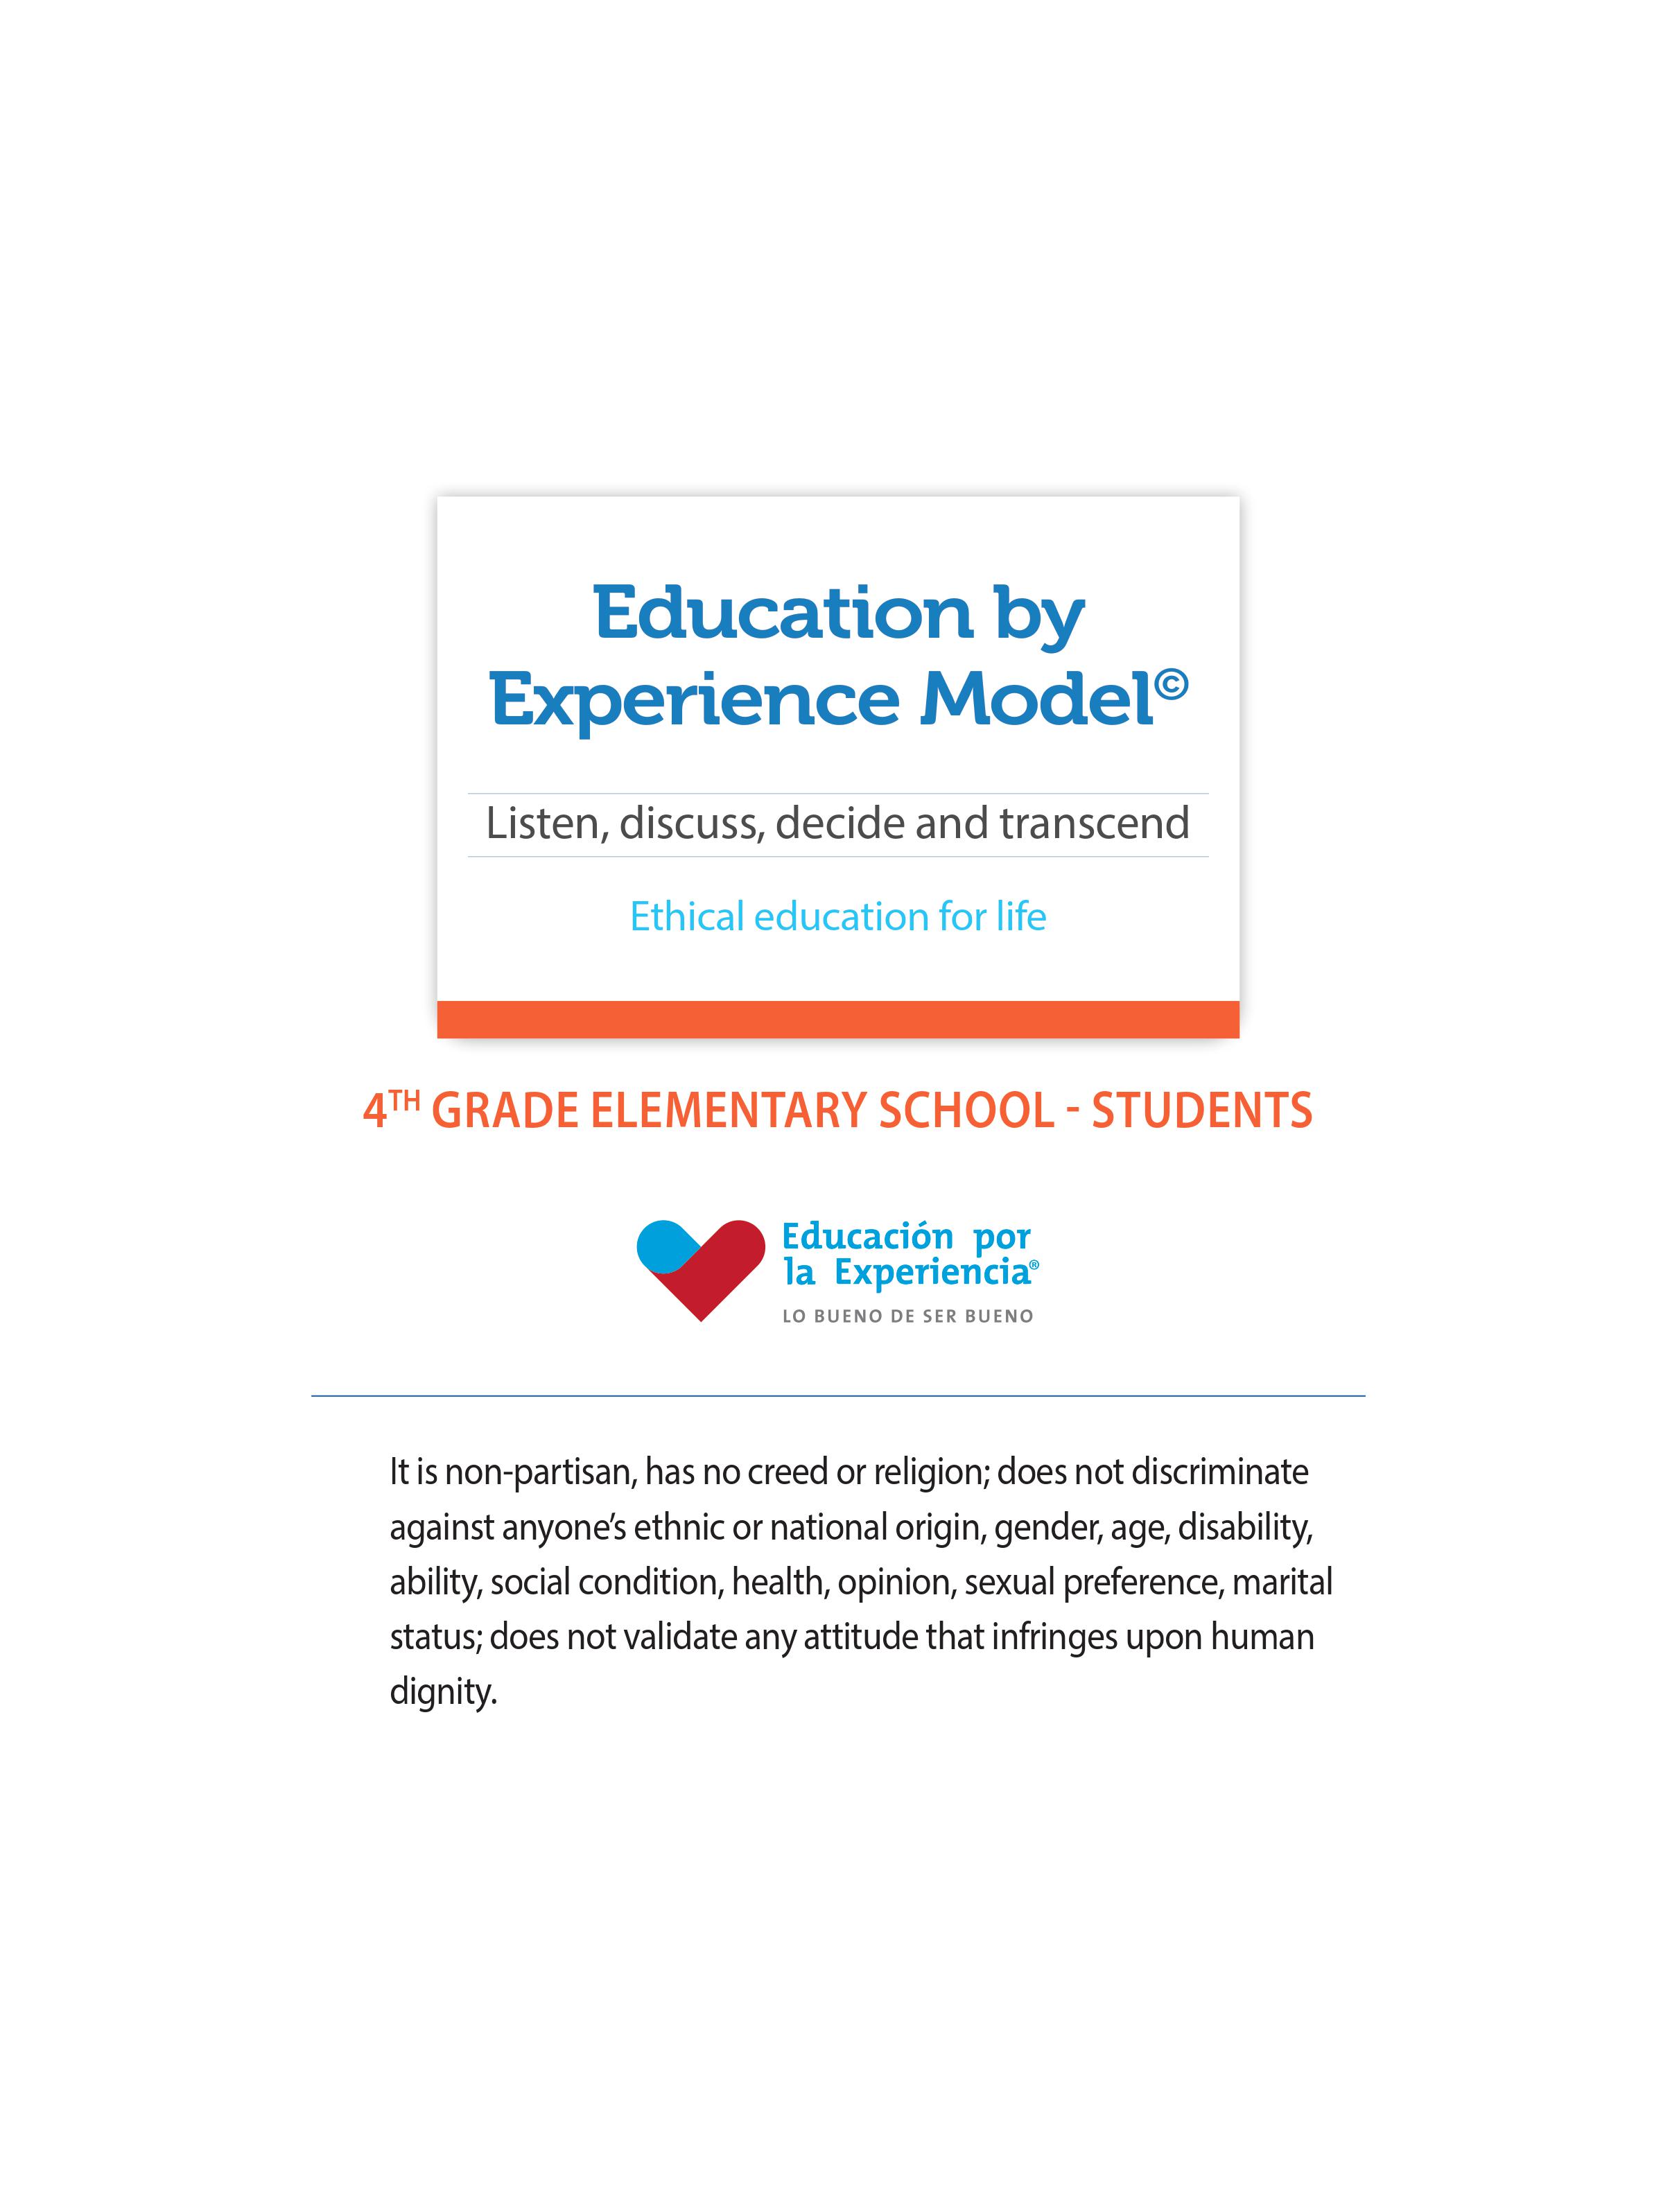 Education by
Experience Model©
Listen, discuss, decide and transcend
Ethical education for life
4TH GRADE ELEMENTARY SCHOOL - STUDENTS
Educación por
la Experiencia®
LO BUENO DE SER BUENO
It is non-partisan, has no creed or religion; does not discriminate
against anyone’s ethnic or national origin, gender, age, disability,
ability, social condition, health, opinion, sexual preference, marital
status; does not validate any attitude that infringes upon human
dignity.